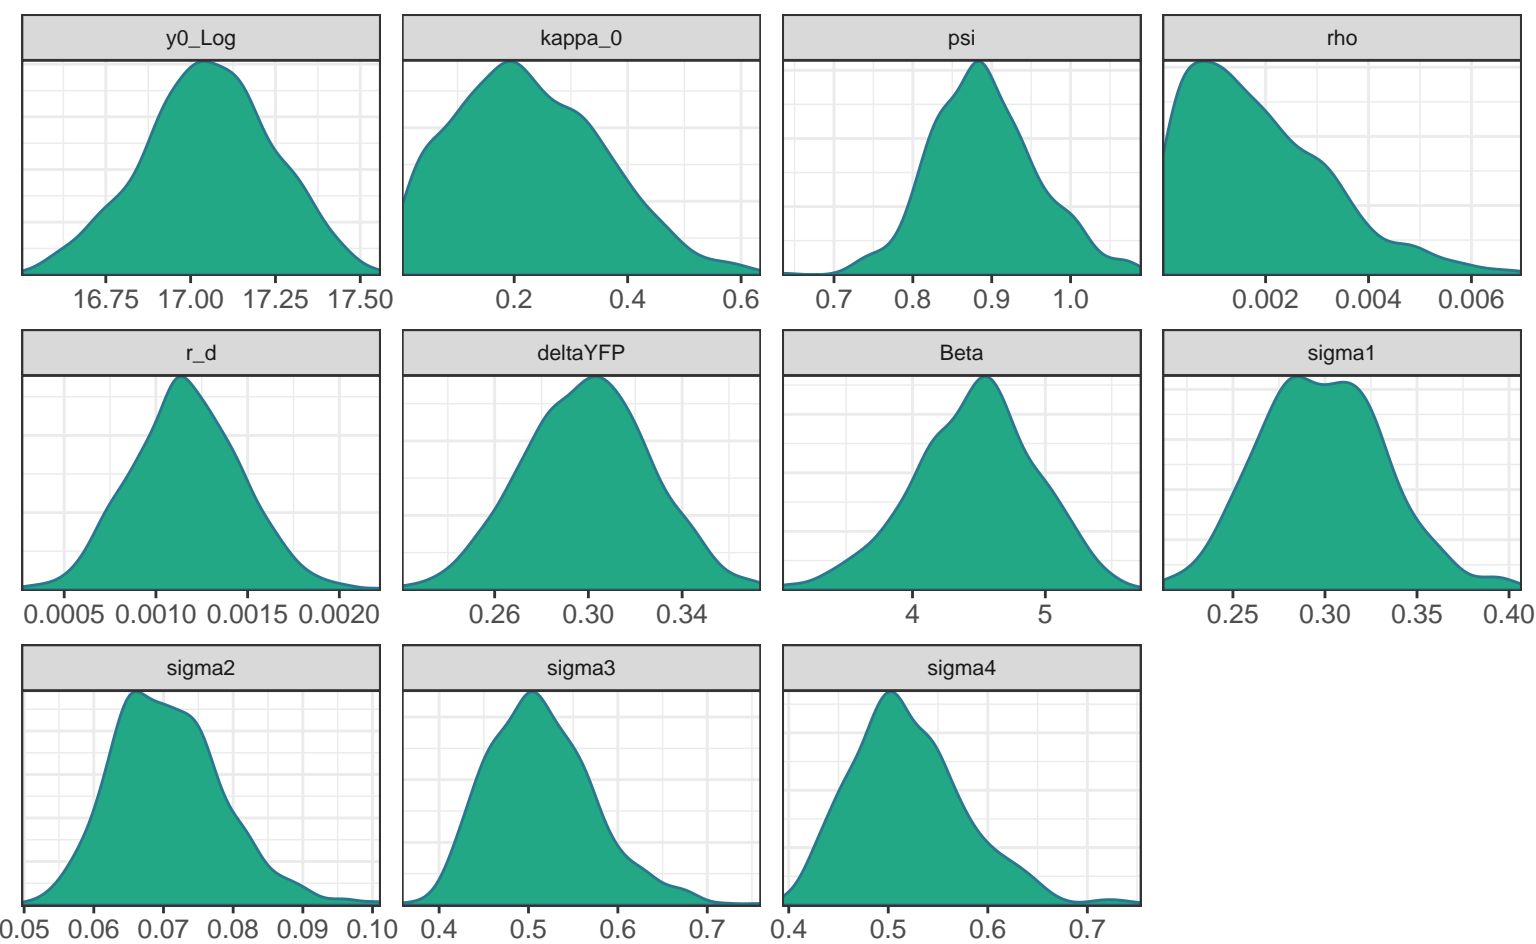 y0_Log kappa_0 psi rho
16.75 17.00 17.25 17.50 0.2 0.4 0.6 0.7 0.8 0.9 1.0 0.002 0.004 0.006
r_d deltaYFP Beta sigma1
0.0005 0.0010 0.0015 0.0020 0.26 0.30 0.34 4 5 0.25 0.30 0.35 0.40
sigma2 sigma3 sigma4
0.05 0.06 0.07 0.08 0.09 0.10 0.4 0.5 0.6 0.7 0.4 0.5 0.6 0.7